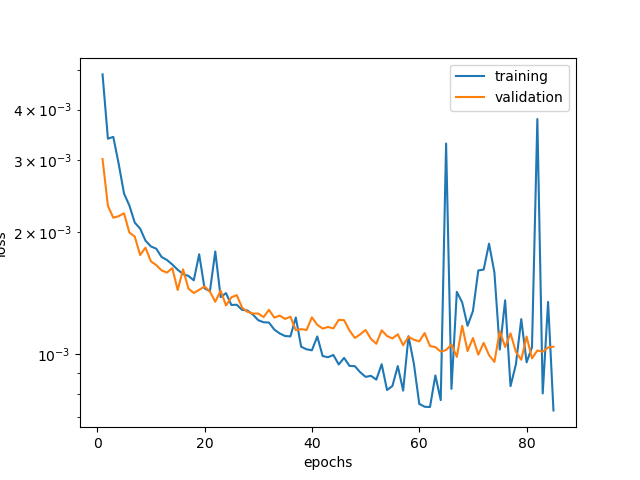 training
validation
4 × 10⁻³
3 × 10⁻³
2 × 10⁻³
10⁻³
loss
0 20 40 60 80
epochs